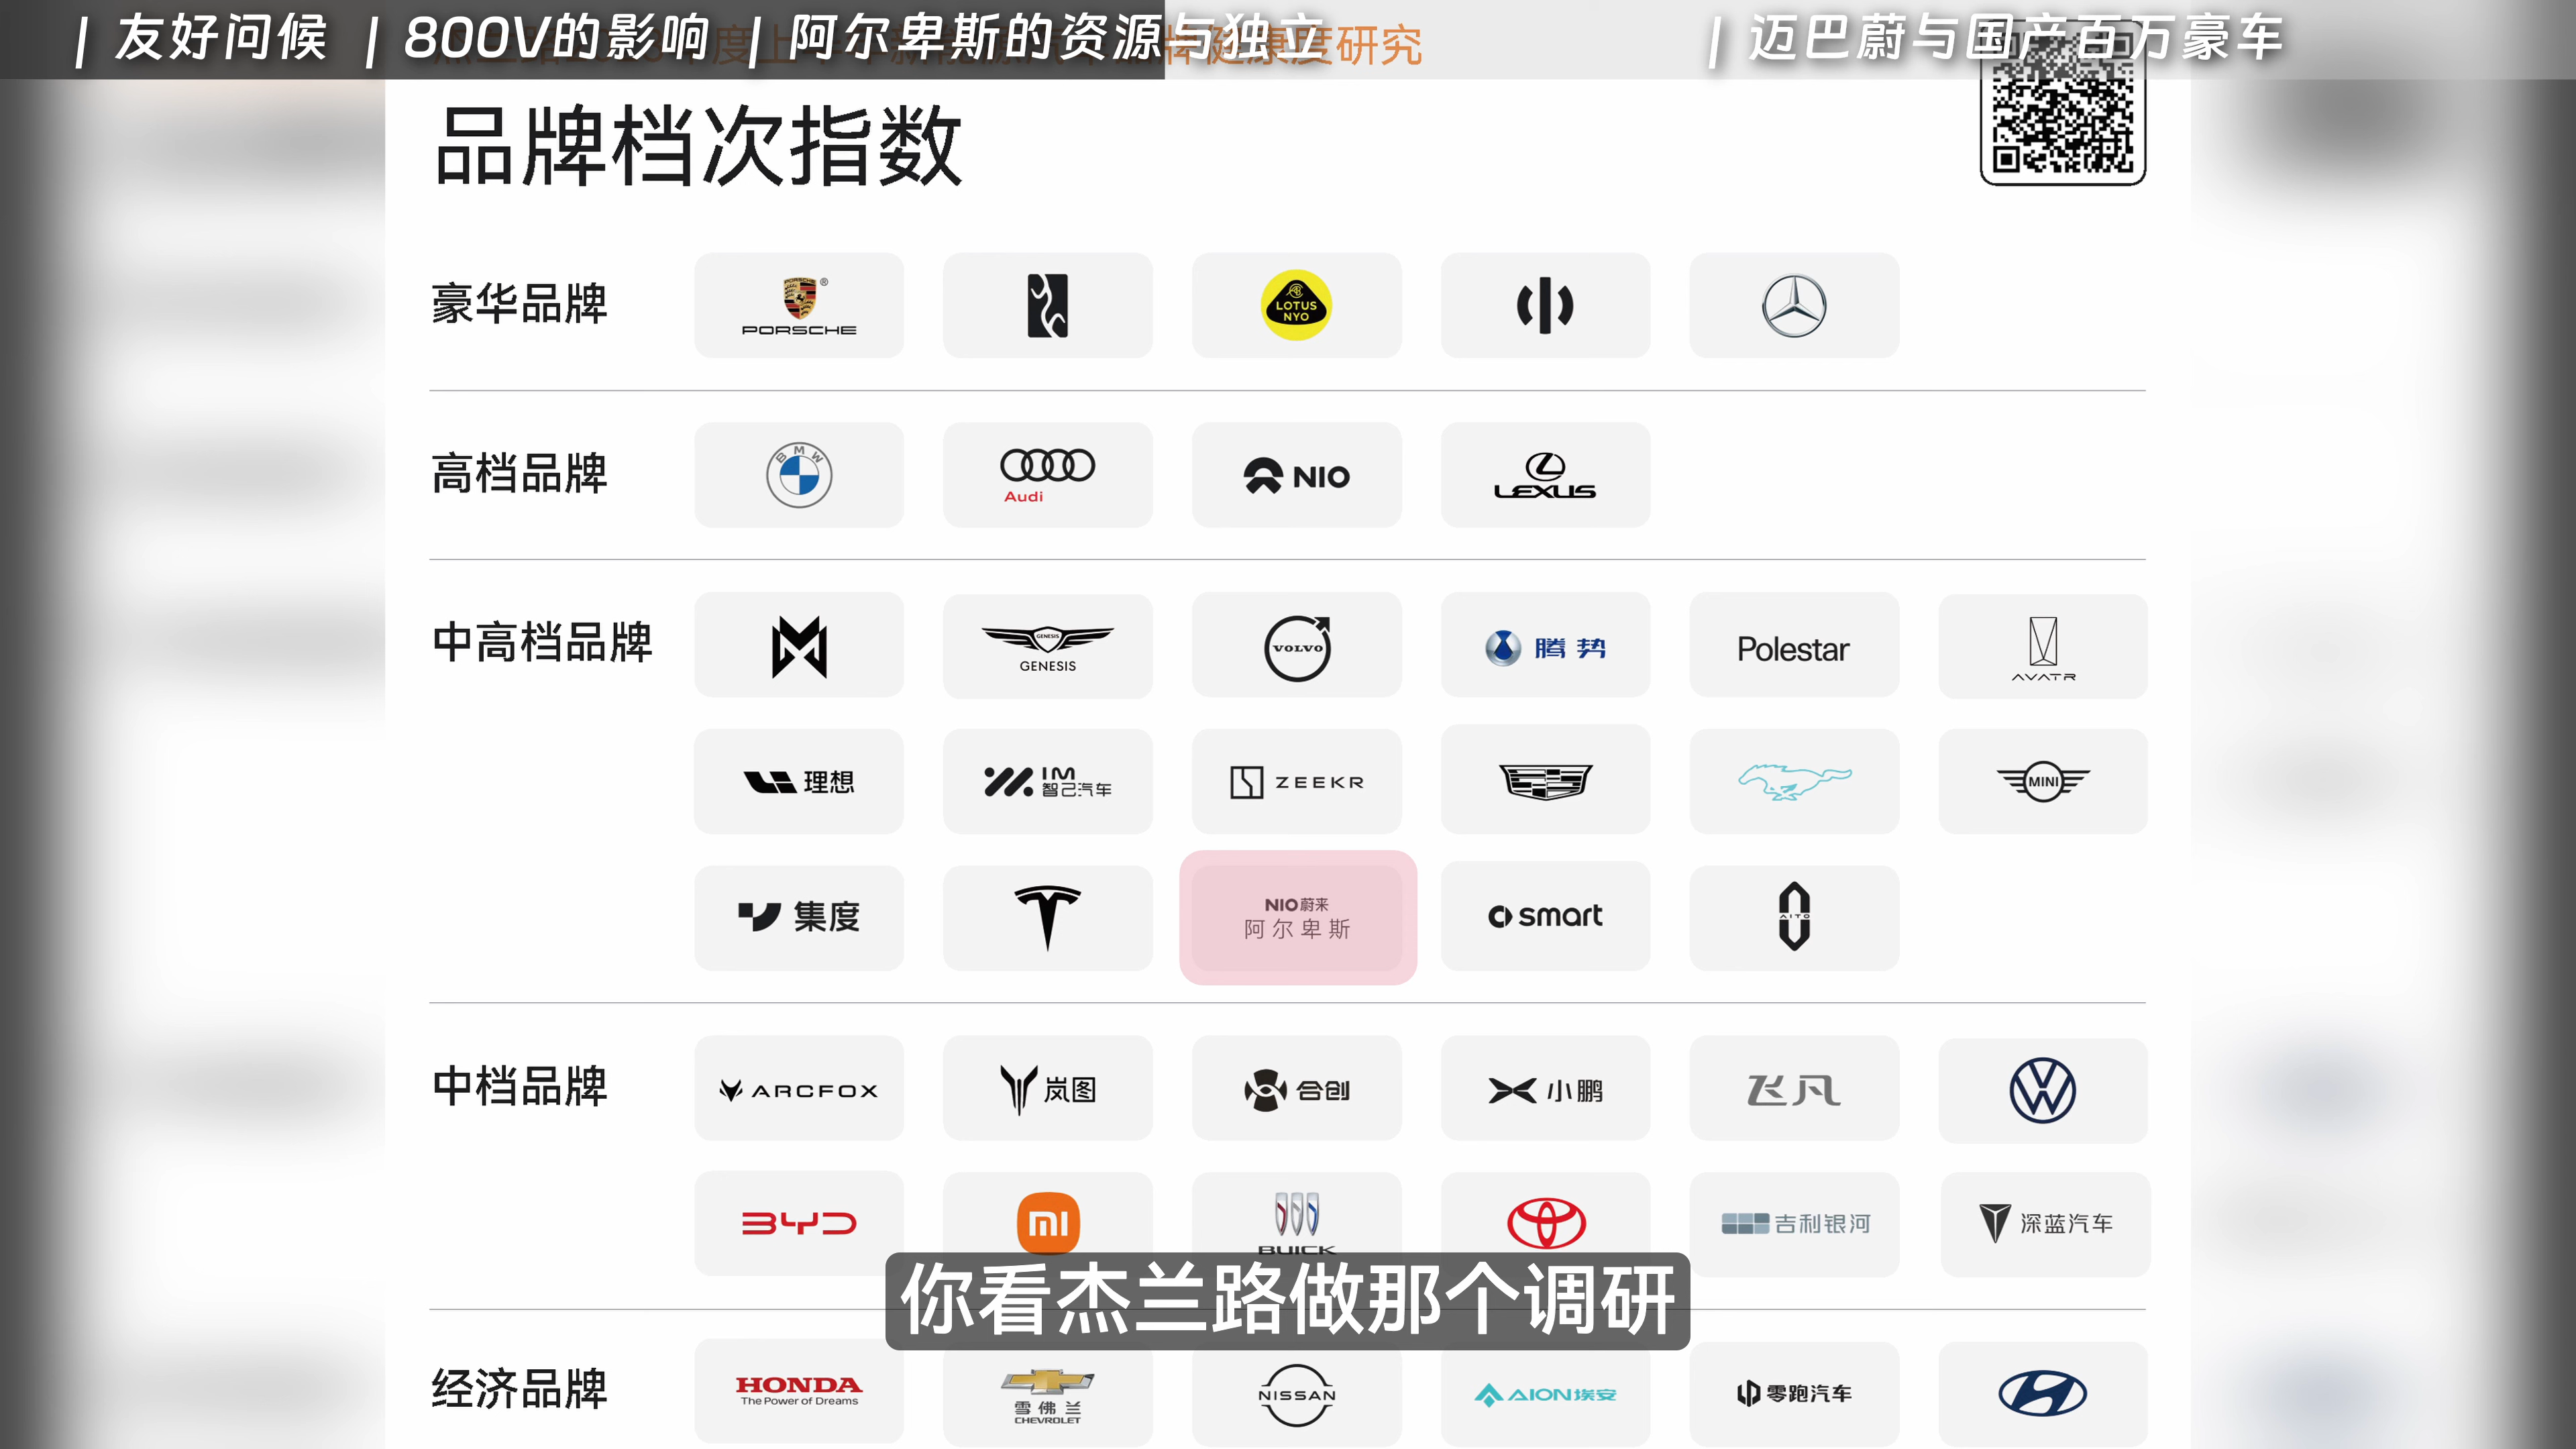 | 友好问候 | 800V的影响 | 阿尔卑斯的资源与独立 | 迈巴蔚与国产百万豪车
度研究
品牌档次指数
豪华品牌
PORSCHE
LOTUS
NYO
高档品牌
BMW
Audi
NIO
LEXUS
中高档品牌
GENESIS
GENESIS
VOLVO
腾势
Polestar
AVATR
理想
IM
智己汽车
ZEEKR
MINI
集度
NIO蔚来
阿尔卑斯
smart
AITO
中档品牌
ARCFOX
岚图
合创
小鹏
飞凡
BYD
mi
BUICK
吉利银河
深蓝汽车
你看杰兰路做那个调研
经济品牌
HONDA
The Power of Dreams
雪佛兰
CHEVROLET
NISSAN
AION埃安
零跑汽车